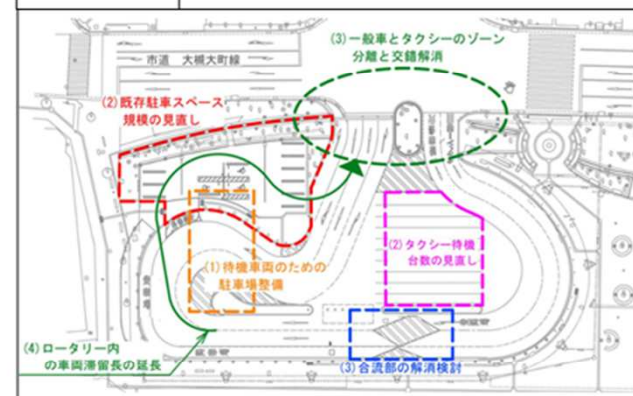 (3)一般車とタクシーのゾーン
分離と交錯解消
市道 大槻大町線
(2)既存駐車スペース
規模の見直し
(1)待機車両のための
駐車場整備
(2)タクシー待機
台数の見直し
(4)ロータリー内
の車両滞留長の延長
(3)合流部の解消検討